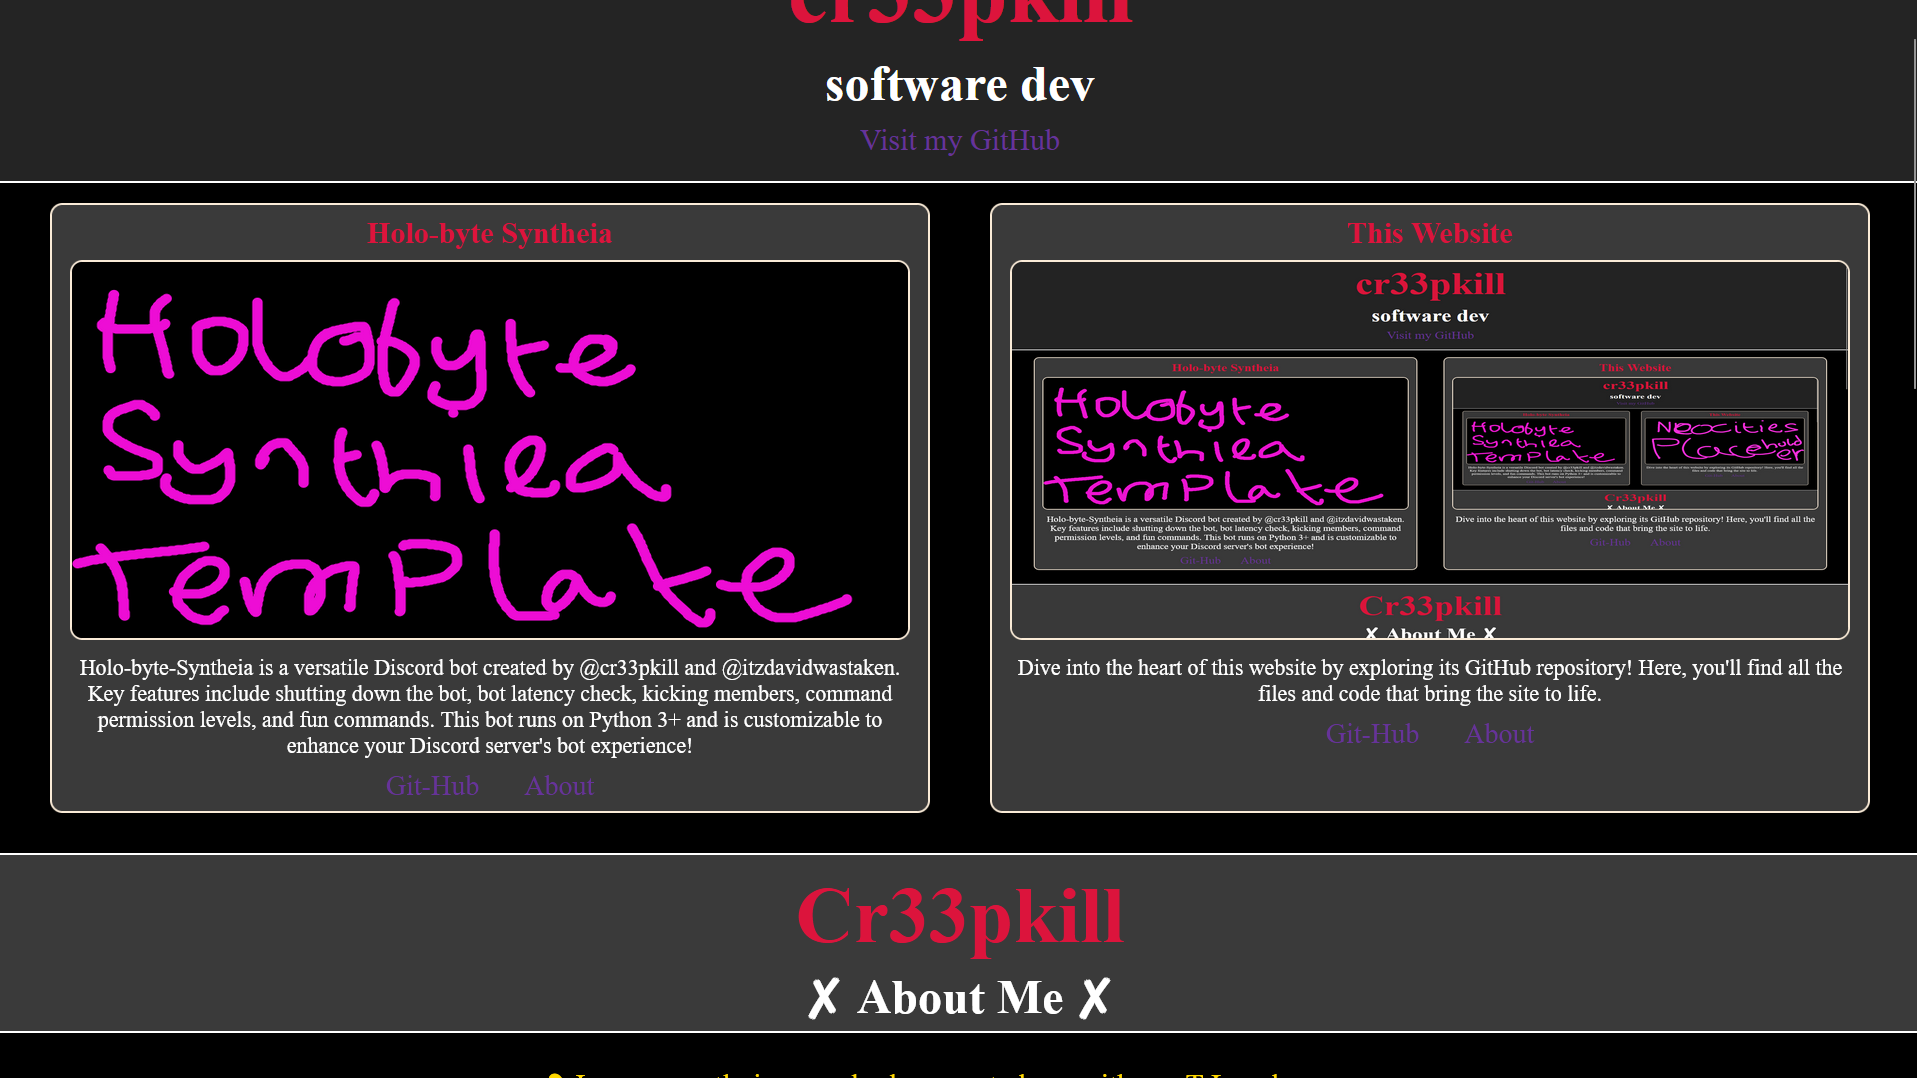 cr33pkill
software dev
Visit my GitHub
Holo-byte Syntheia
Holobyte
Synthiea
TemPlate
Holo-byte-Syntheia is a versatile Discord bot created by @cr33pkill and @itzdavidwastaken.
Key features include shutting down the bot, bot latency check, kicking members, command
permission levels, and fun commands. This bot runs on Python 3+ and is customizable to
enhance your Discord server's bot experience!
Git-Hub About
This Website
cr33pkill
software dev
Visit my GitHub
Holo-byte Syntheia
Holobyte
Synthiea
TemPlate
Holo-byte-Syntheia is a versatile Discord bot created by @cr33pkill and @itzdavidwastaken.
Key features include shutting down the bot, bot latency check, kicking members, command
permission levels, and fun commands. This bot runs on Python 3+ and is customizable to
enhance your Discord server's bot experience!
Git-Hub About
This Website
cr33pkill
software dev
Holobyte
Synthiea
TemPlate
Neocities
Placehold
er
Cr33pkill
✘ About Me ✘
Dive into the heart of this website by exploring its GitHub repository! Here, you'll find all the
files and code that bring the site to life.
Git-Hub About
Cr33pkill
✘ About Me ✘
Dive into the heart of this website by exploring its GitHub repository! Here, you'll find all the
files and code that bring the site to life.
Git-Hub About
Cr33pkill
✘ About Me ✘